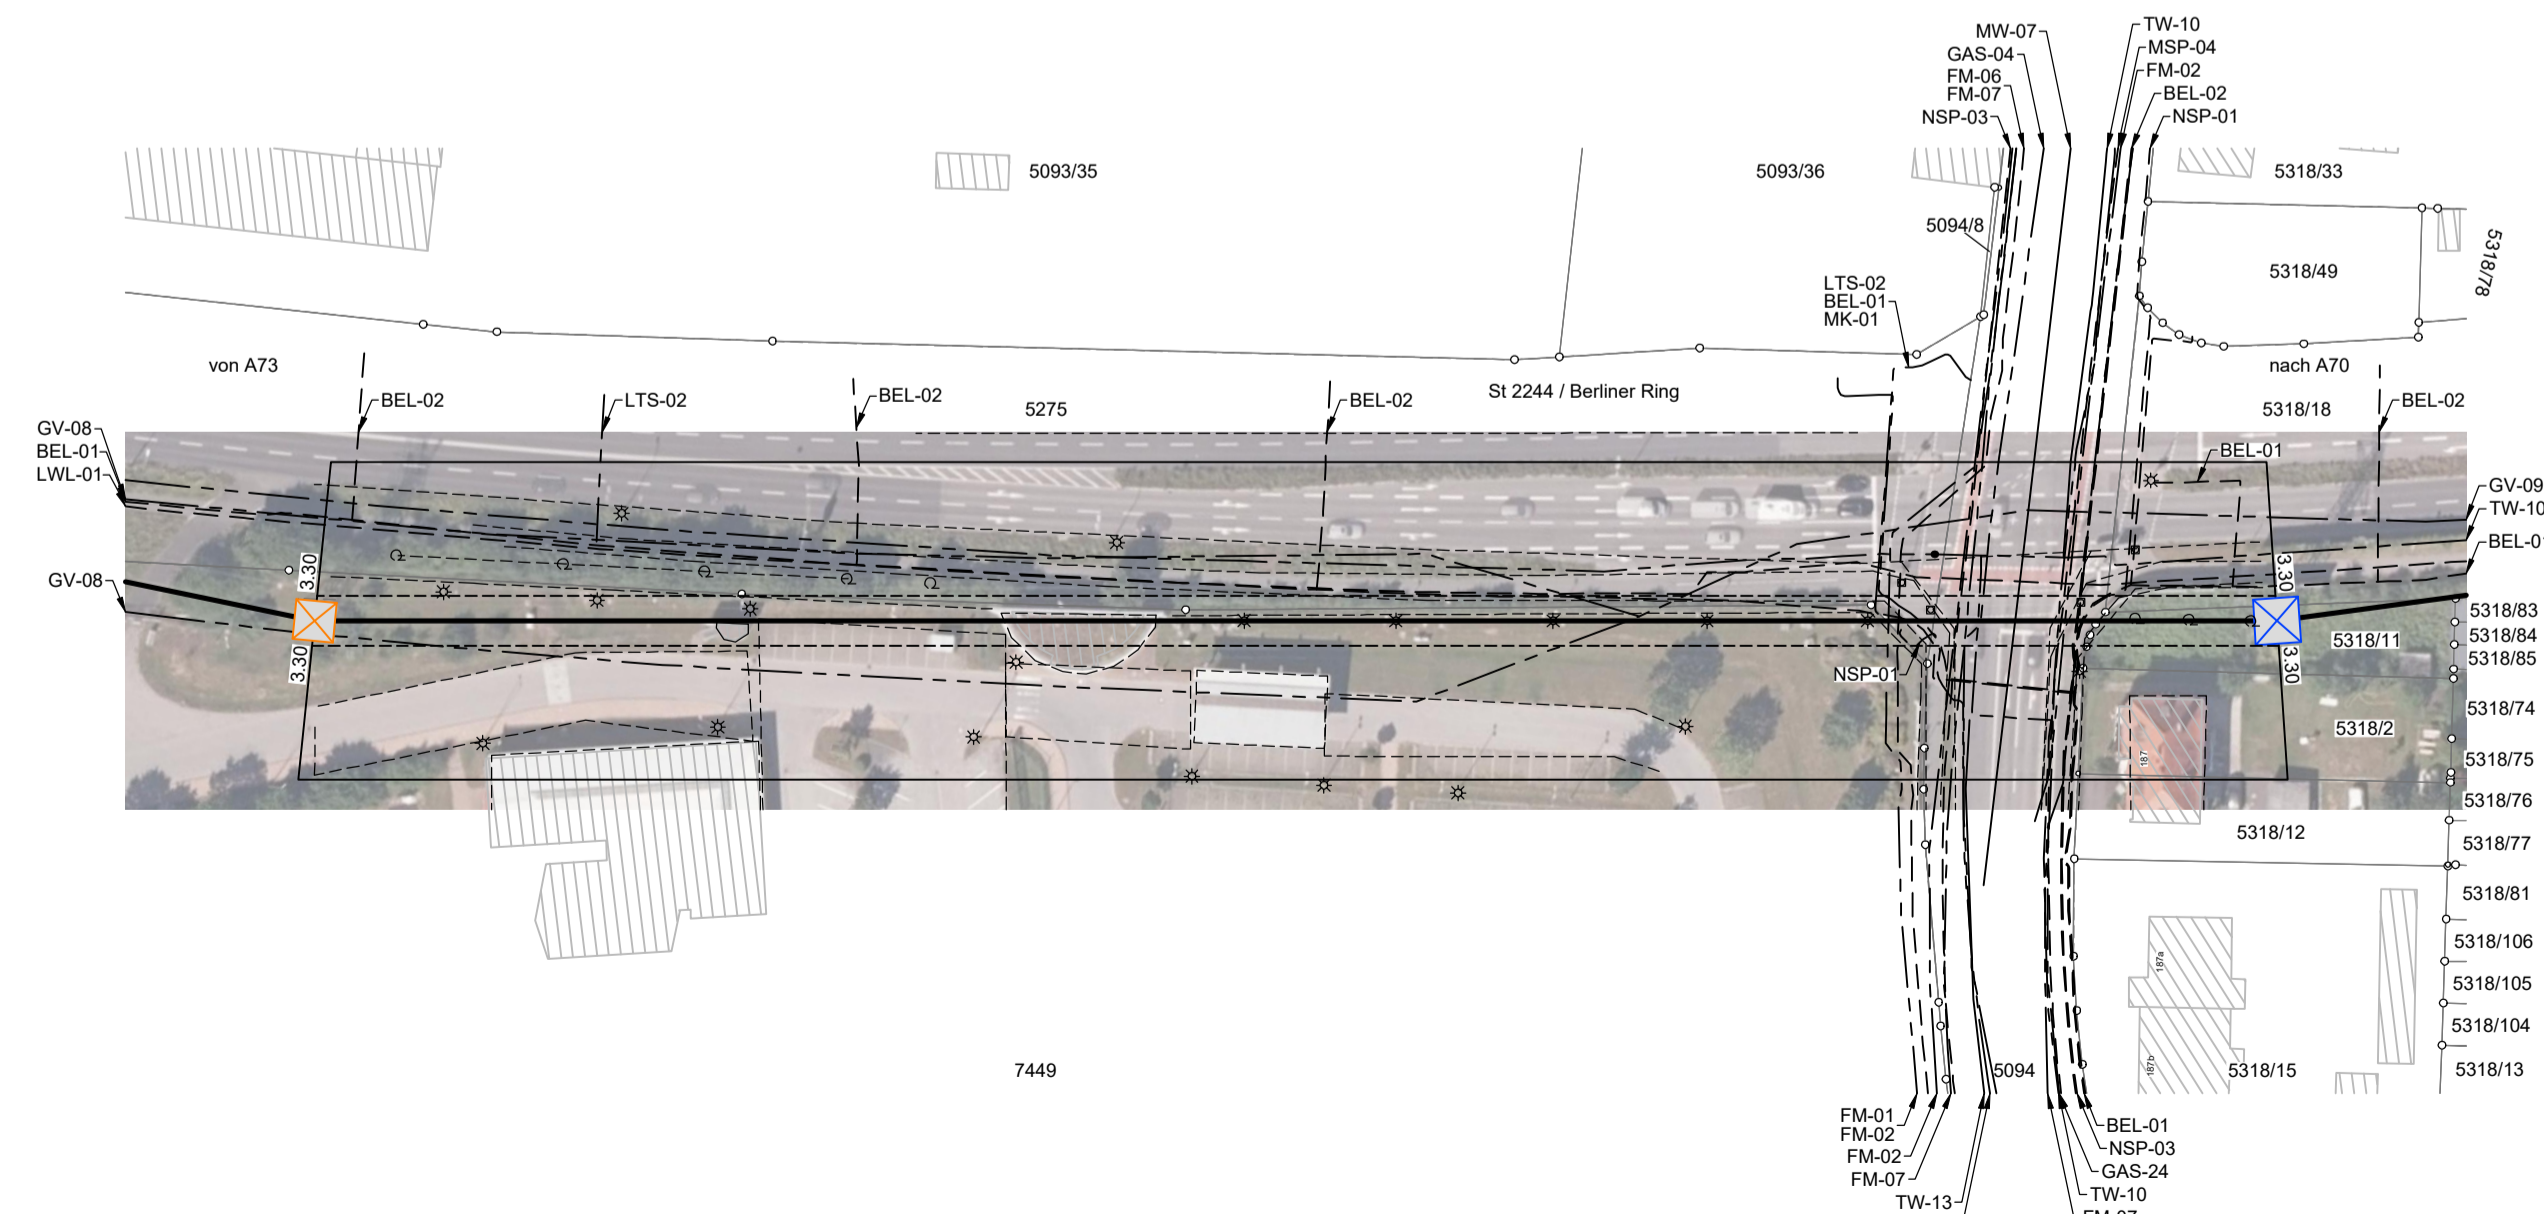 MW-07
GAS-04
FM-06
FM-07
NSP-03
TW-10
MSP-04
FM-02
BEL-02
NSP-01
5093/35
5093/36
5318/33
5094/8
5318/49
5318/78
LTS-02
BEL-01
MK-01
von A73
nach A70
BEL-02
LTS-02
BEL-02
5275
BEL-02
St 2244 / Berliner Ring
5318/18
BEL-02
GV-08
BEL-01
LWL-01
BEL-01
GV-09
TW-10
BEL-01
GV-08
3.30
3.30
3.30
3.30
NSP-01
5318/83
5318/84
5318/11
5318/85
5318/74
5318/2
187
5318/75
5318/76
5318/12
5318/77
5318/81
5318/106
187a
5318/105
5318/104
187b
7449
5094
5318/15
5318/13
FM-01
FM-02
FM-02
FM-07
TW-13
BEL-01
NSP-03
GAS-24
TW-10
FM-07